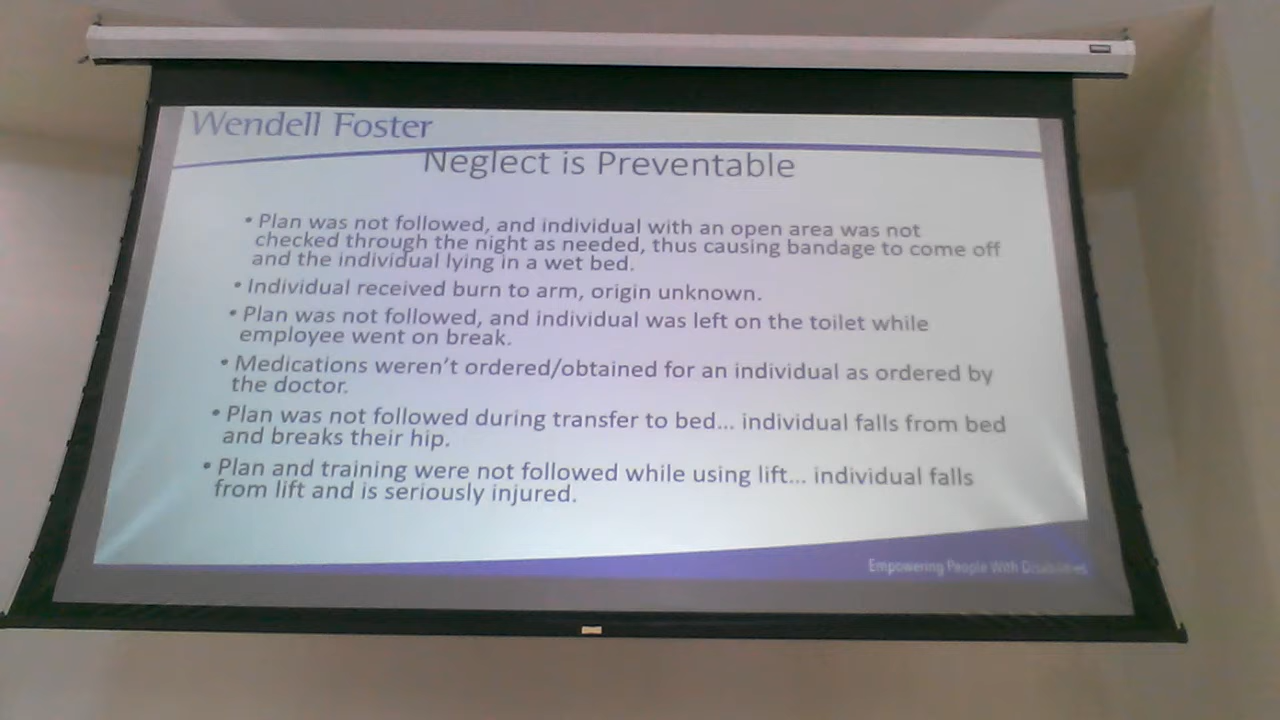 Wendell Foster
Neglect is Preventable
• Plan was not followed, and individual with an open area was not
checked through the night as needed, thus causing bandage to come off
and the individual lying in a wet bed.
• Individual received burn to arm, origin unknown.
• Plan was not followed, and individual was left on the toilet while
employee went on break.
• Medications weren't ordered/obtained for an individual as ordered by
the doctor.
• Plan was not followed during transfer to bed... individual falls from bed
and breaks their hip.
• Plan and training were not followed while using lift... individual falls
from lift and is seriously injured.
Empowering People With Disabilities